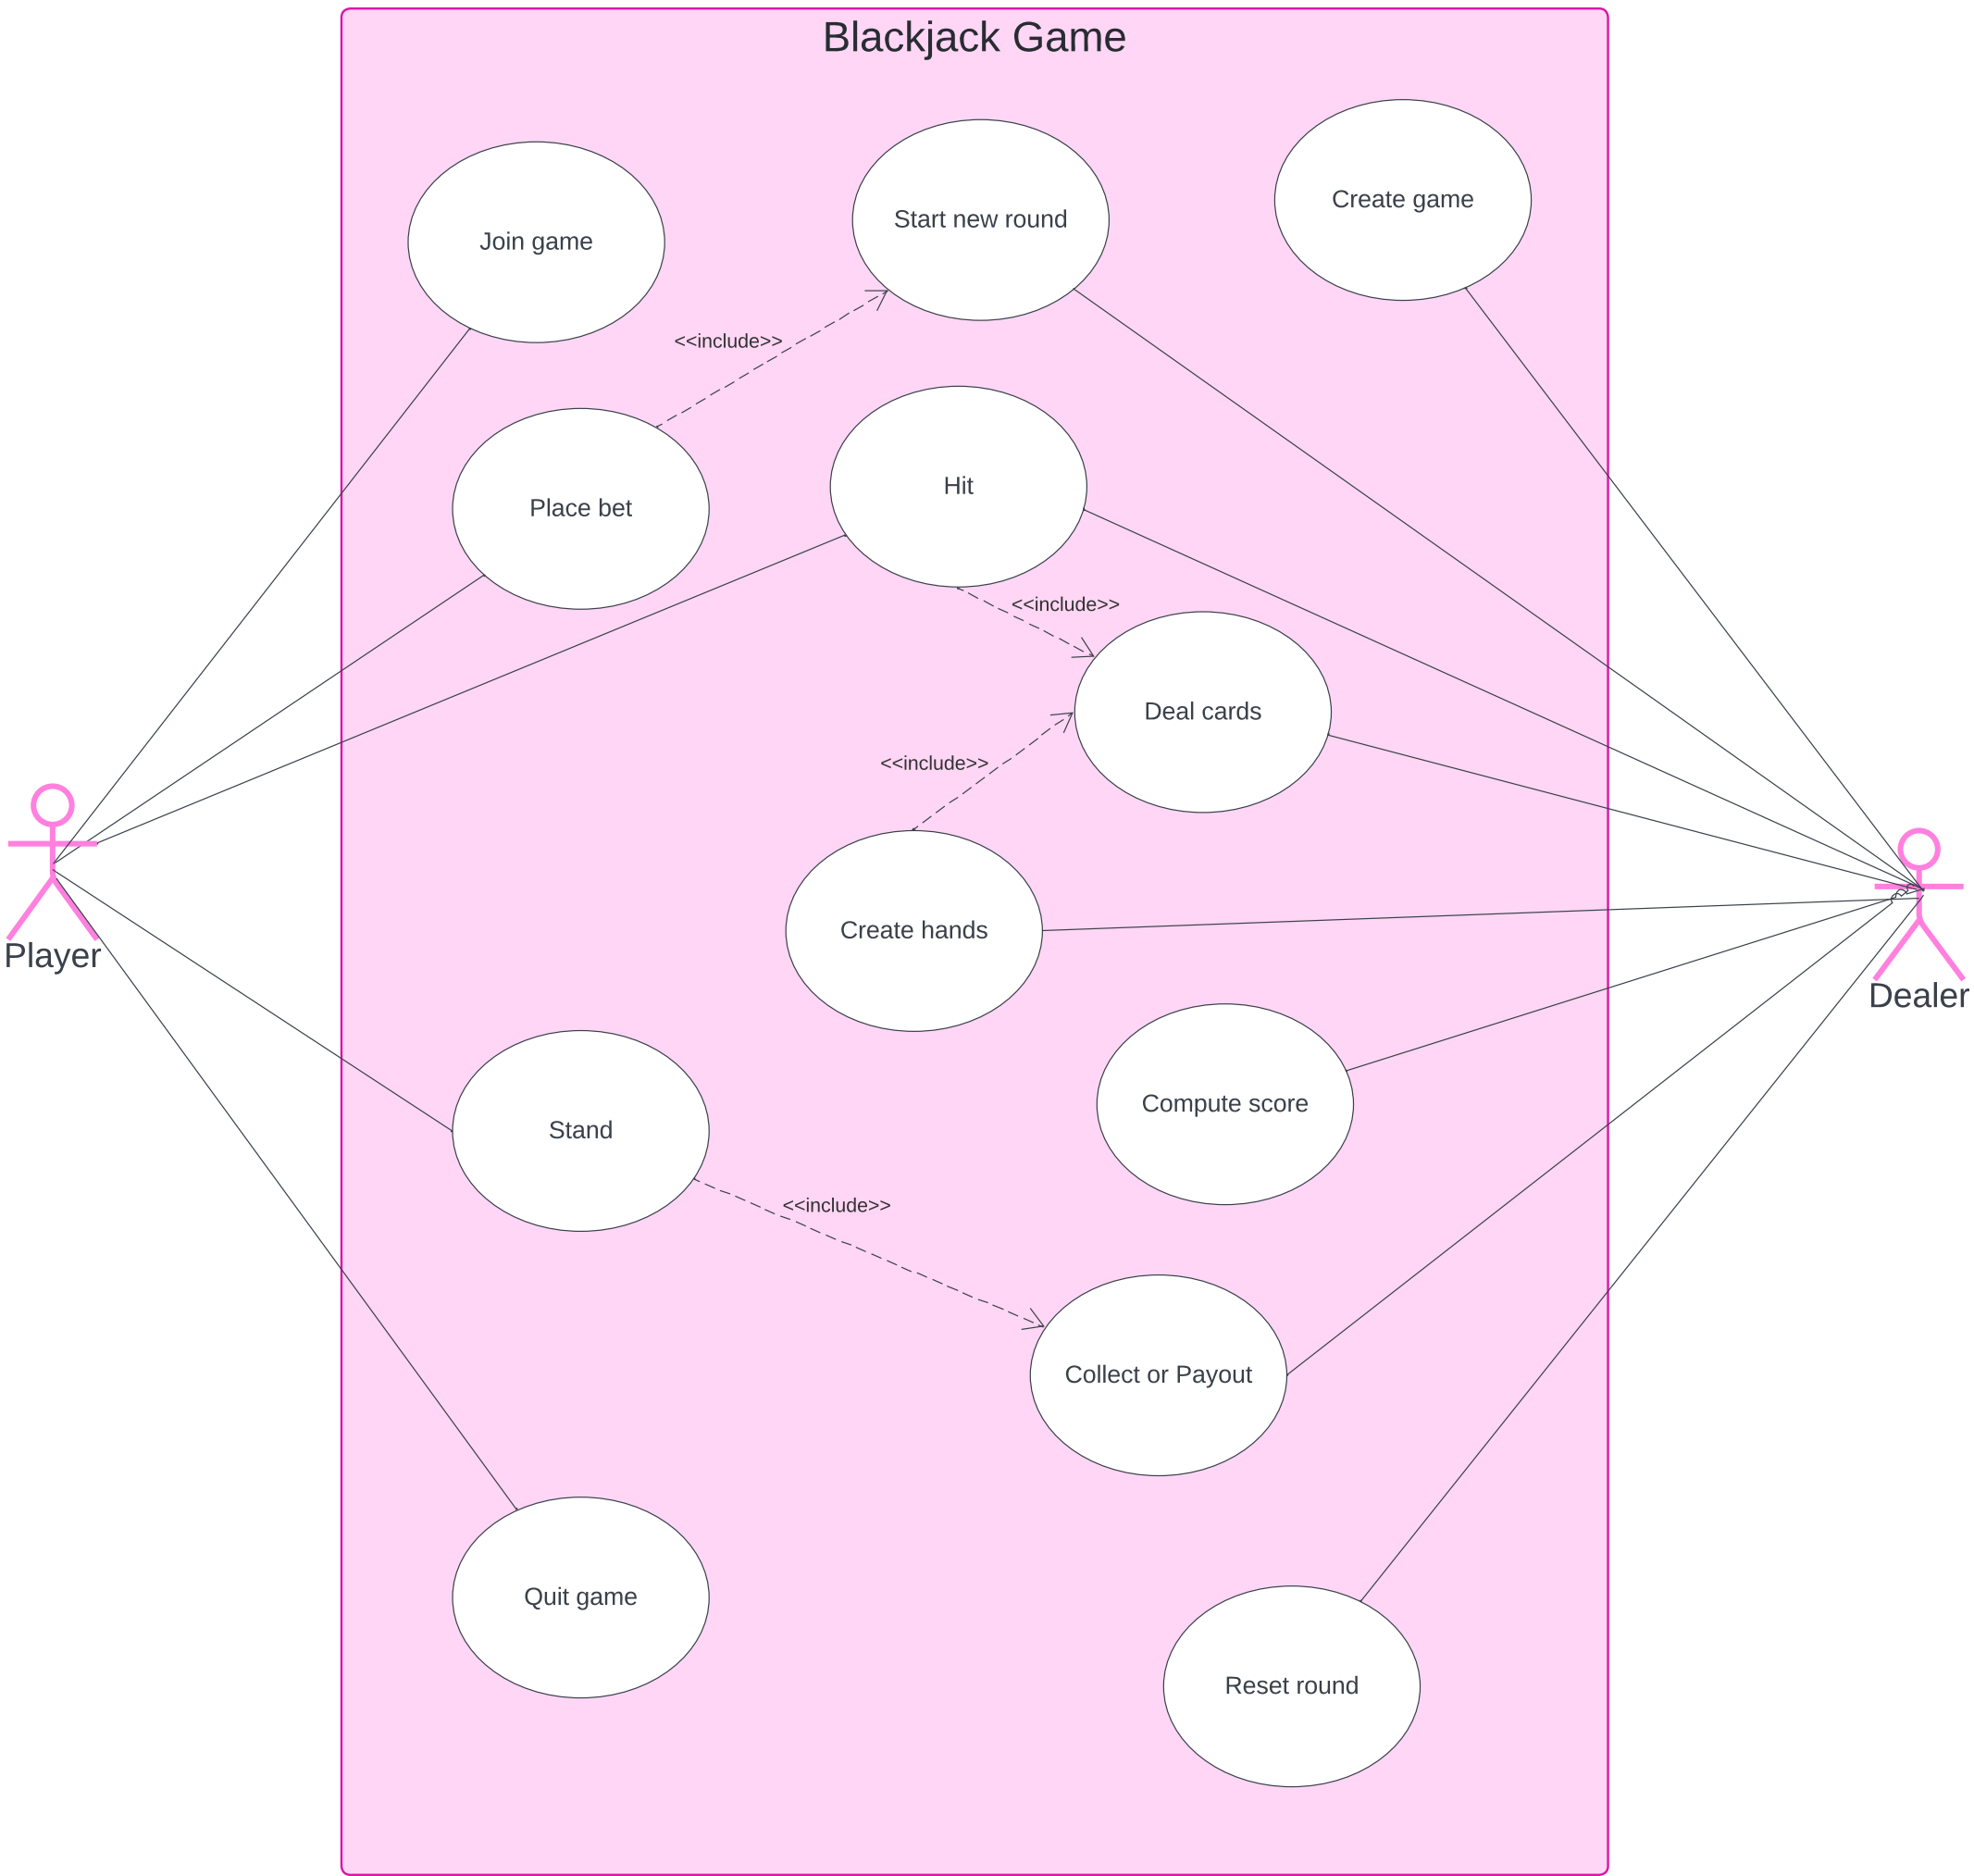 Blackjack Game
Create game
Start new round
Join game
<<include>>
Hit
Place bet
<<include>>
Deal cards
<<include>>
Create hands
Player
Dealer
Compute score
Stand
<<include>>
Collect or Payout
Quit game
Reset round